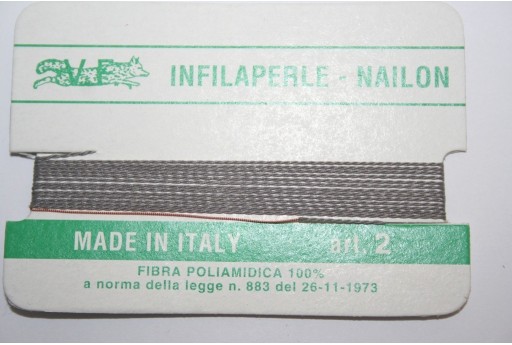 VF
INFILAPERLE - NAILON
MADE IN ITALY art. 2
FIBRA POLIAMIDICA 100%
a norma della legge n. 883 del 26-11-1973